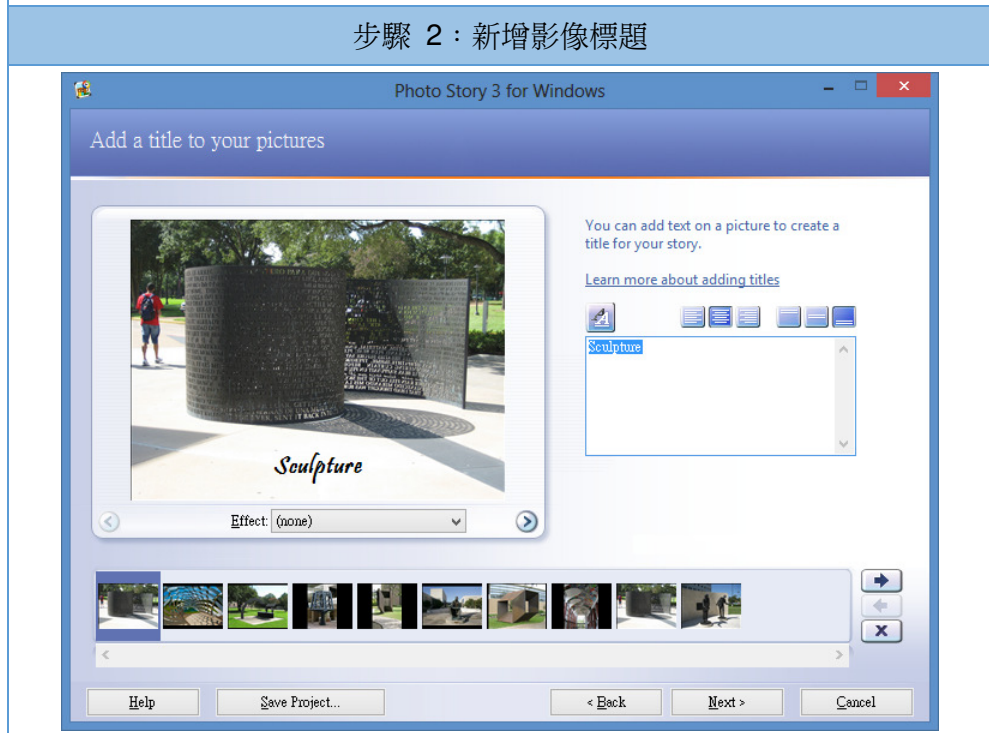 步驟 2：新增影像標題
Photo Story 3 for Windows
Add a title to your pictures
You can add text on a picture to create a
title for your story.
Learn more about adding titles
Sculpture
Sculpture
Effect: (none)
Help
Save Project...
< Back
Next >
Cancel